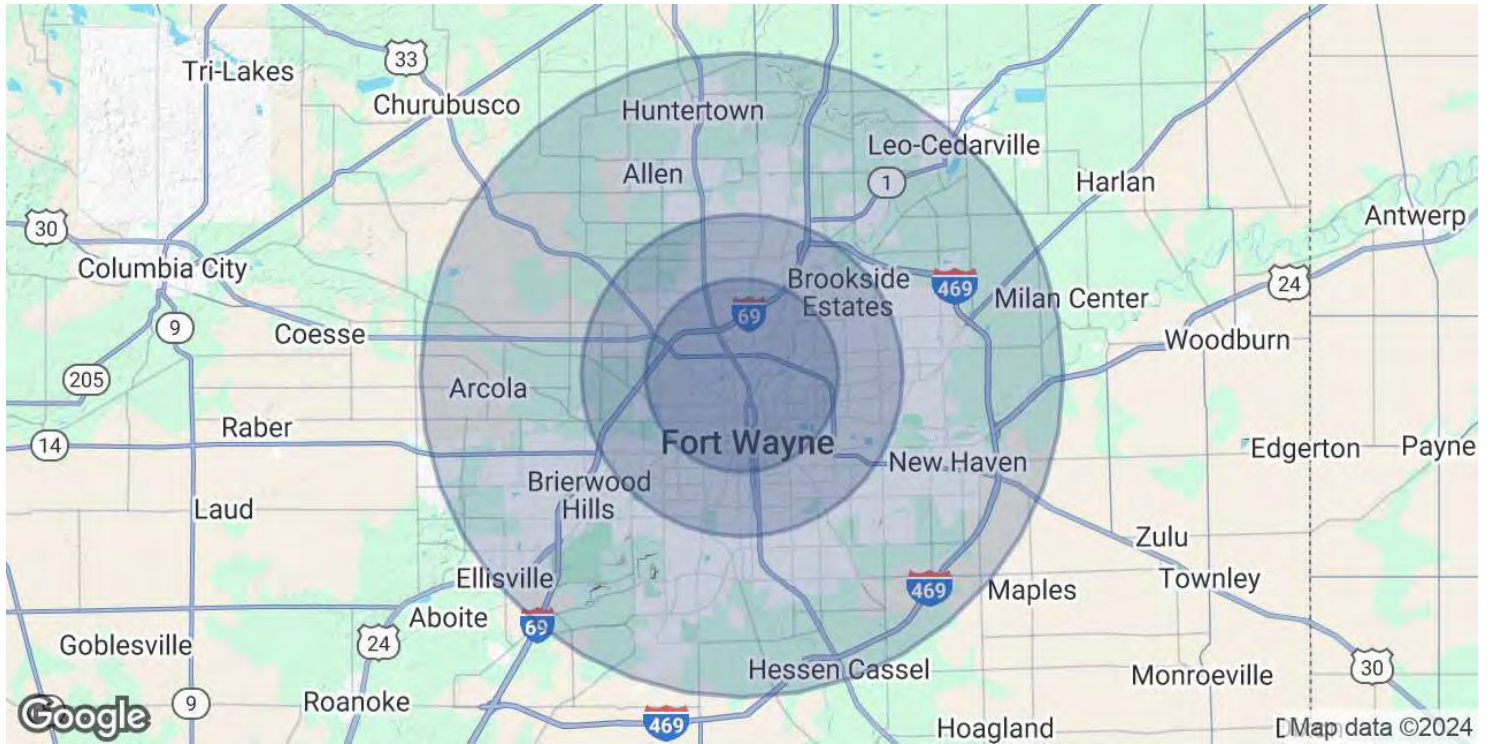 33
Tri-Lakes
Churubusco
Huntertown
Leo-Cedarville
Allen
1
Harlan
Antwerp
30
Columbia City
Brookside
Estates
469
24
Milan Center
69
9
Coesse
Woodburn
205
Arcola
Raber
14
Fort Wayne
Edgerton
Payne
New Haven
Brierwood
Hills
Laud
Zulu
Ellisville
Townley
469
Maples
Aboite
69
24
Goblesville
Hessen Cassel
Monroeville
30
Roanoke
9
Google
469
Hoagland
Map data ©2024